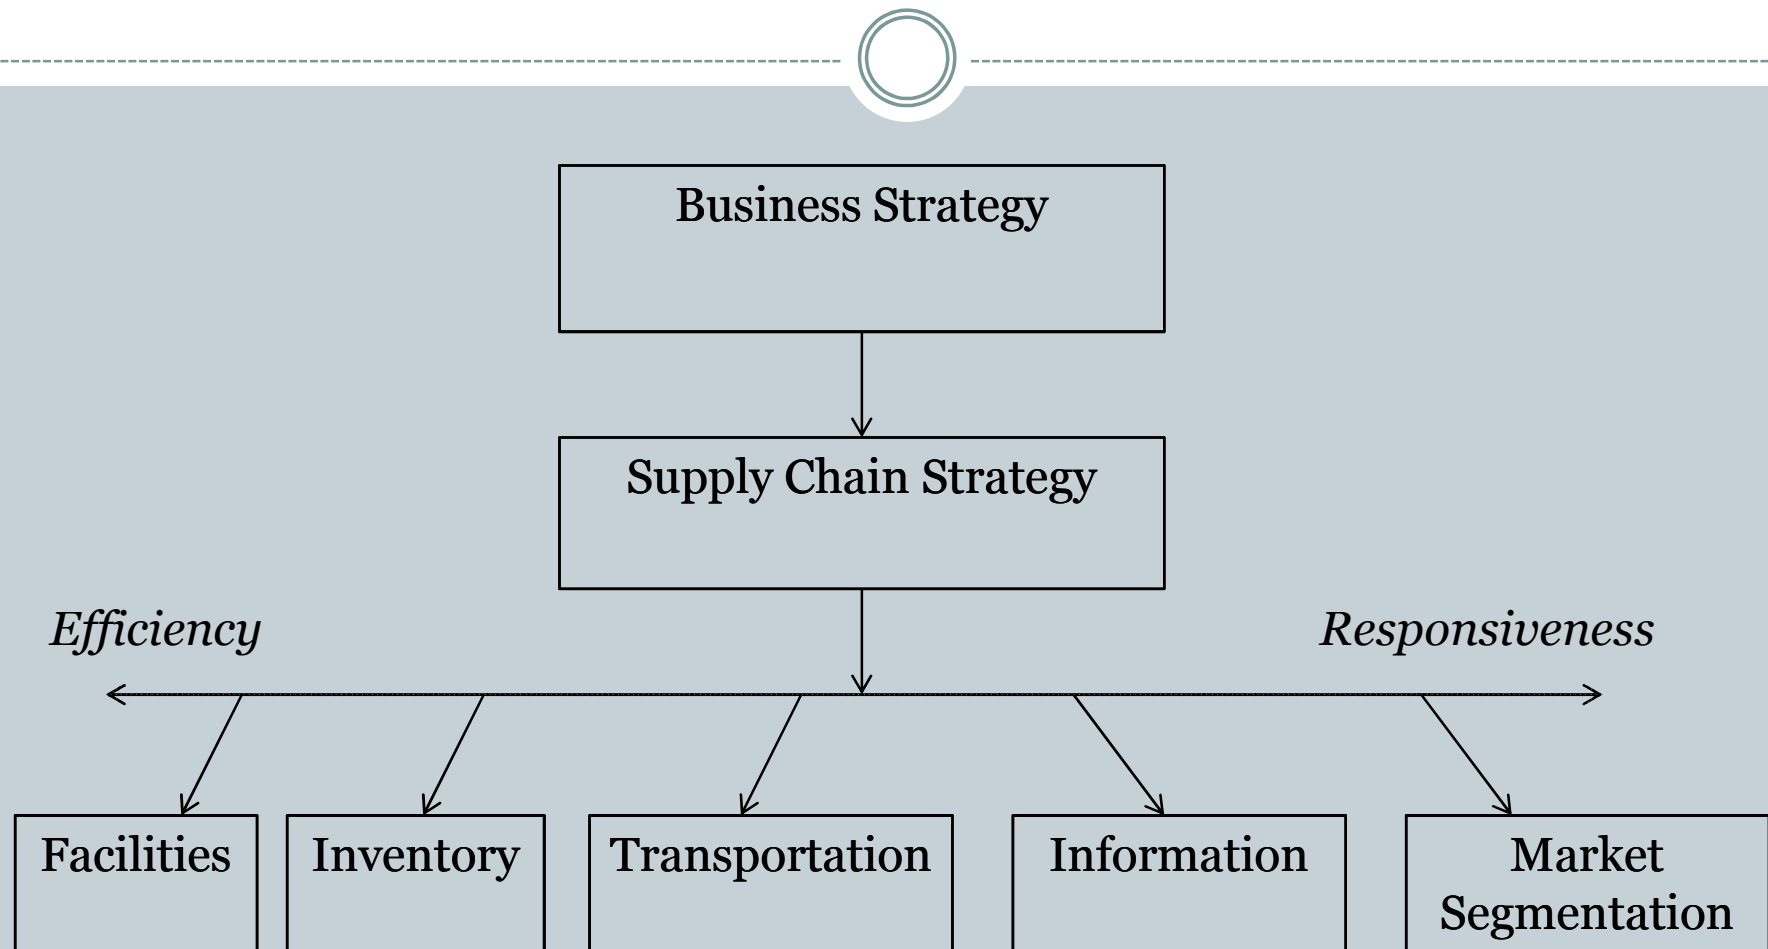 Business Strategy
Supply Chain Strategy
Efficiency
Responsiveness
Facilities
Inventory
Transportation
Information
Market
Segmentation